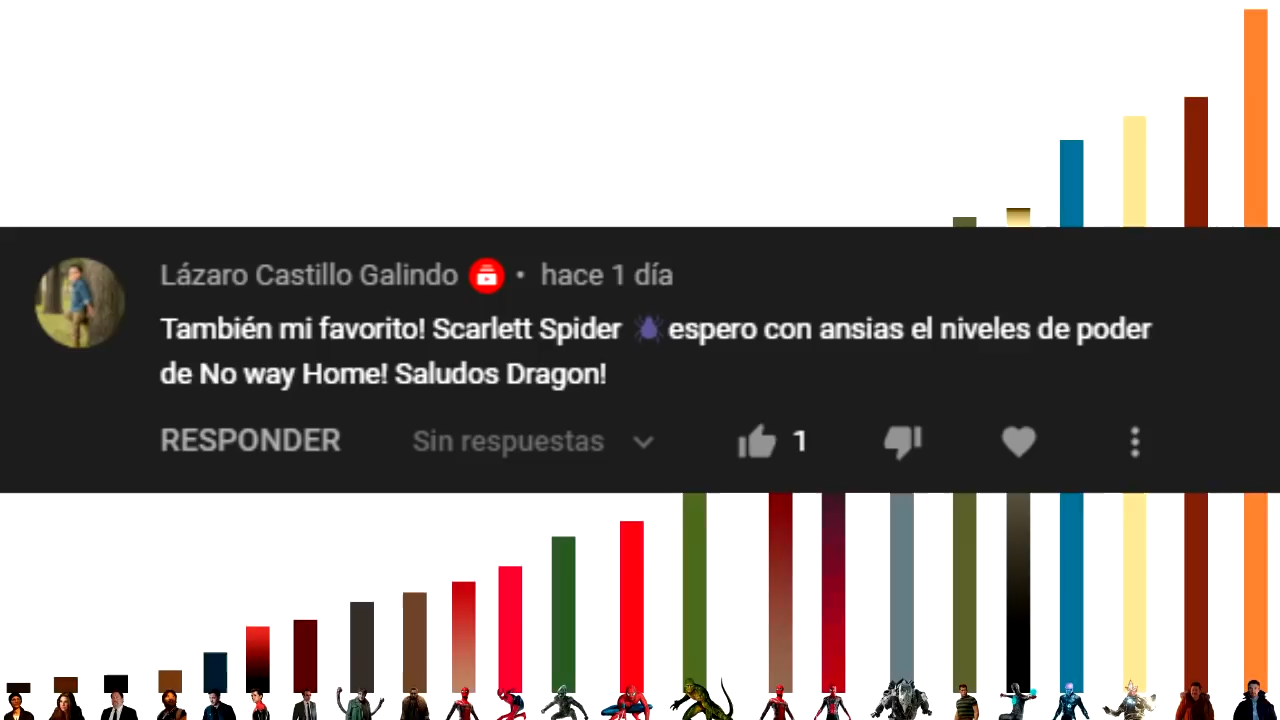 Lázaro Castillo Galindo • hace 1 día
También mi favorito! Scarlett Spider 🕷 espero con ansias el niveles de poder
de No way Home! Saludos Dragon!
RESPONDER Sin respuestas 1